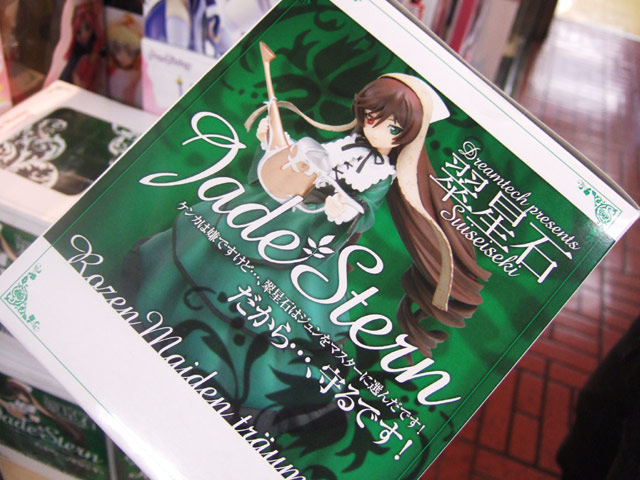 Dreamtech presents
翠星石
Suiseiseki
Jade Stern
ケンカは嫌ですけど…、翠星石はジュンをマスターに選んだです！
だから…、守るです！
Rozen Maiden träum
Jade Stern